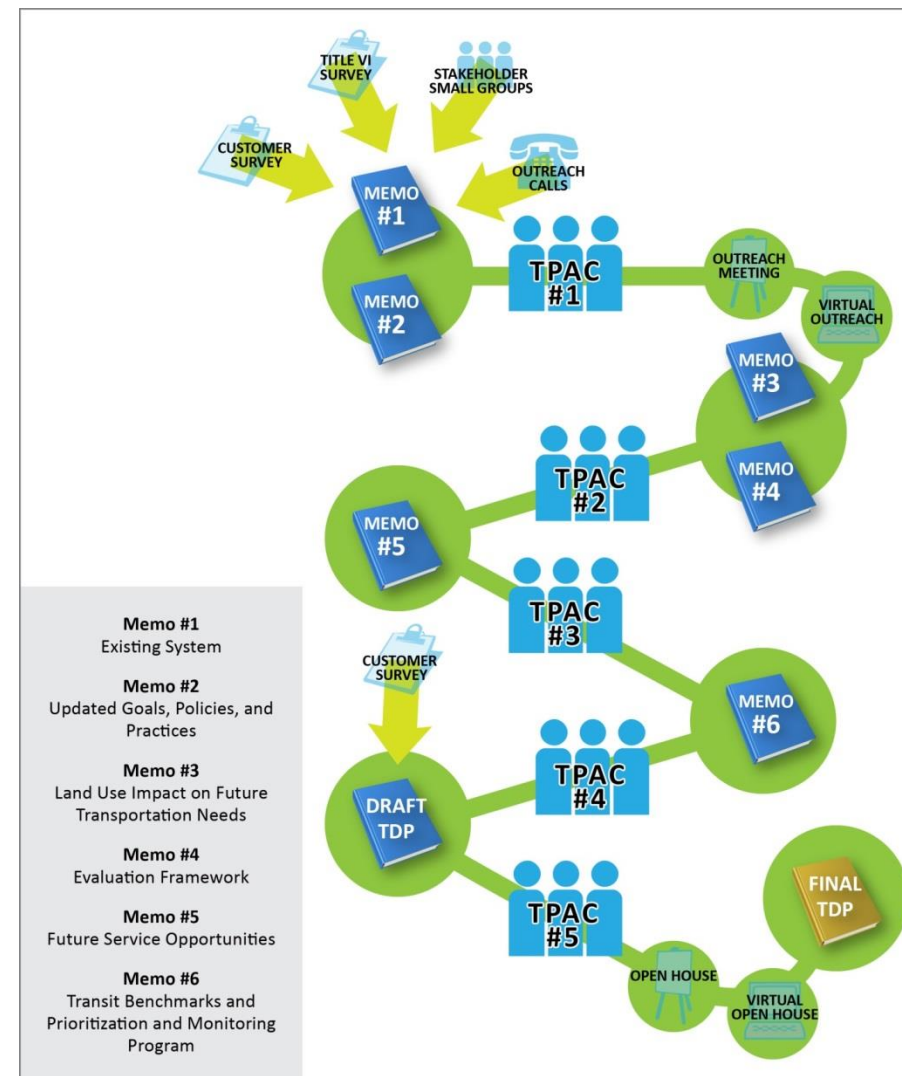 TITLE VI
SURVEY
STAKEHOLDER
SMALL GROUPS
CUSTOMER
SURVEY
OUTREACH
CALLS
MEMO
#1
MEMO
#2
TPAC
#1
OUTREACH
MEETING
VIRTUAL
OUTREACH
MEMO
#3
MEMO
#4
TPAC
#2
MEMO
#5
TPAC
#3
MEMO
#6
CUSTOMER
SURVEY
TPAC
#4
DRAFT
TDP
TPAC
#5
OPEN HOUSE
VIRTUAL
OPEN HOUSE
FINAL
TDP
Memo #1
Existing System
Memo #2
Updated Goals, Policies, and
Practices
Memo #3
Land Use Impact on Future
Transportation Needs
Memo #4
Evaluation Framework
Memo #5
Future Service Opportunities
Memo #6
Transit Benchmarks and
Prioritization and Monitoring
Program